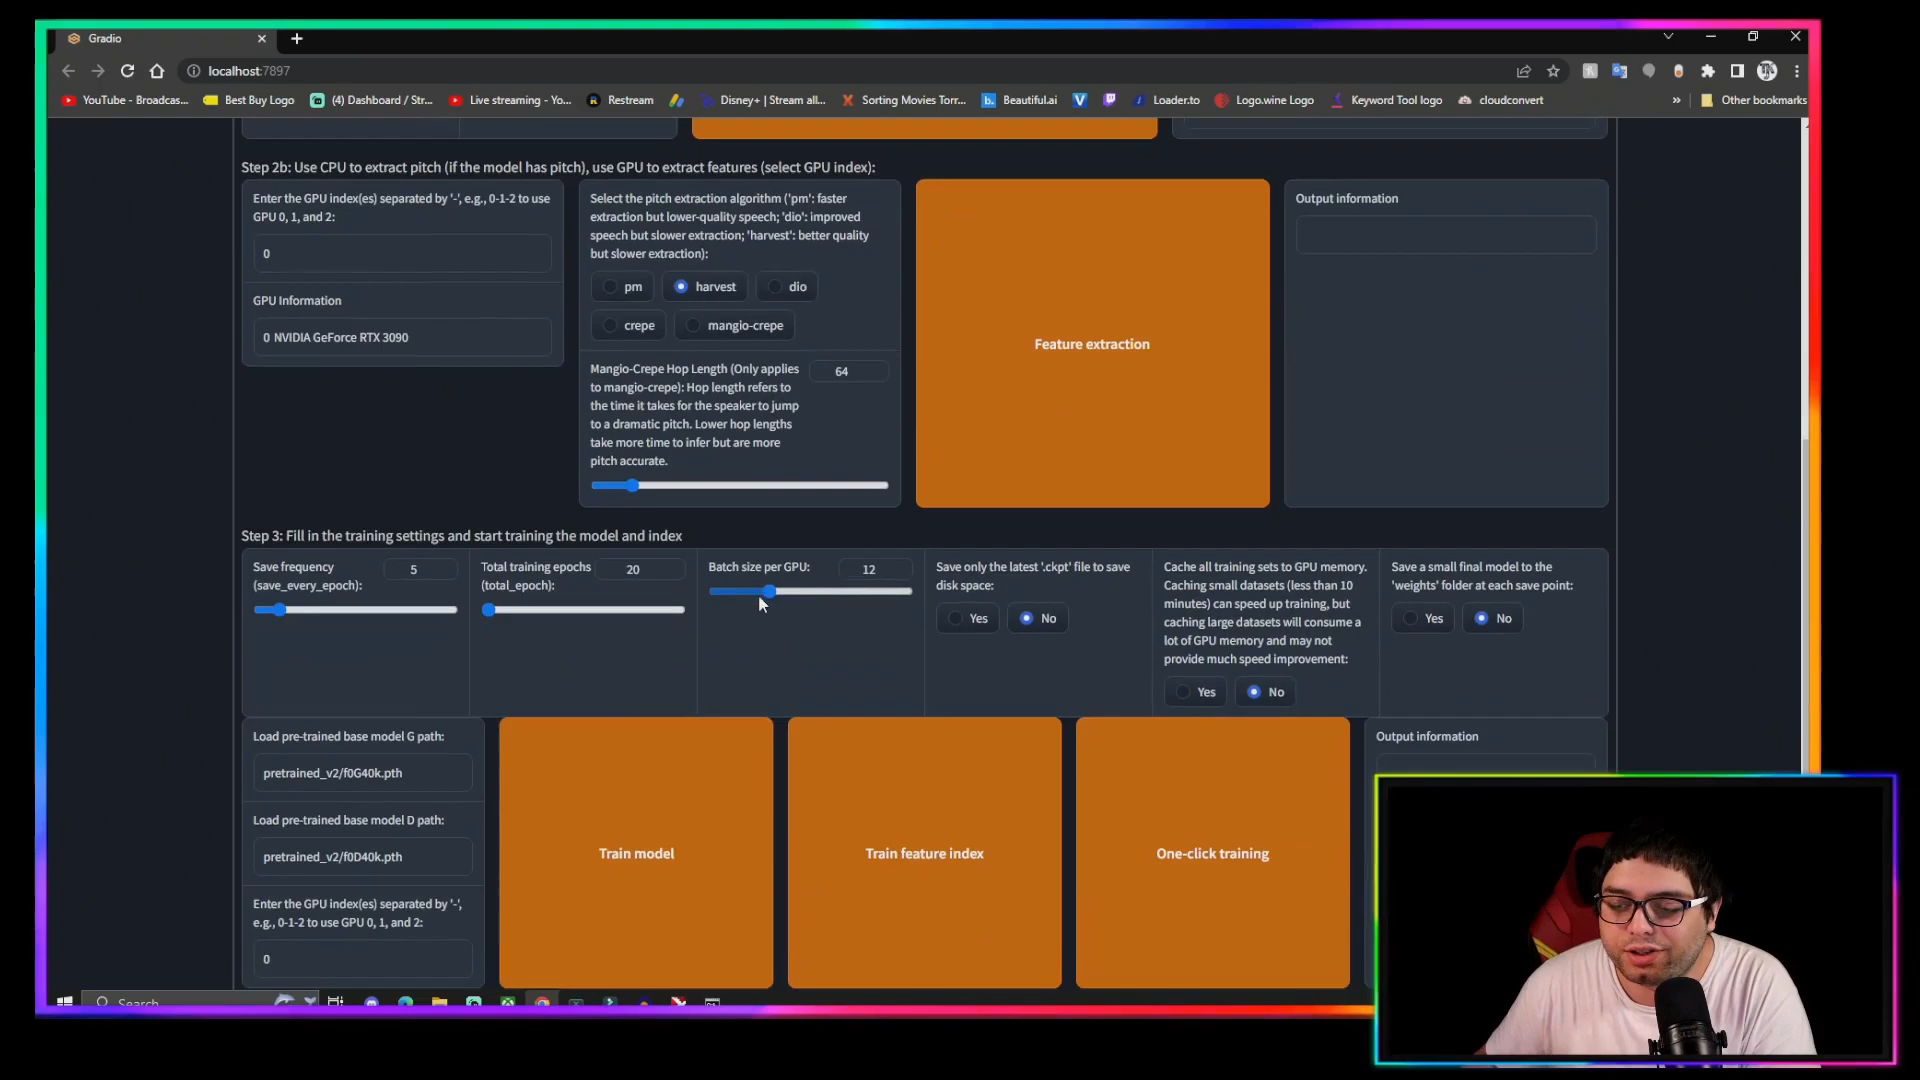 Gradio
localhost:7897
YouTube - Broadcas...
Best Buy Logo
(4) Dashboard / Str...
Live streaming - Yo...
Restream
Disney+ | Stream all...
Sorting Movies Torr...
Beautiful.ai
Loader.to
Logo.wine Logo
Keyword Tool logo
cloudconvert
»
Other bookmarks
Step 2b: Use CPU to extract pitch (if the model has pitch), use GPU to extract features (select GPU index):
Enter the GPU index(es) separated by '-', e.g., 0-1-2 to use
GPU 0, 1, and 2:
0
GPU Information
0 NVIDIA GeForce RTX 3090
Select the pitch extraction algorithm ('pm': faster
extraction but lower-quality speech; 'dio': improved
speech but slower extraction; 'harvest': better quality
but slower extraction):
pm
harvest
dio
crepe
mangio-crepe
Mangio-Crepe Hop Length (Only applies
to mangio-crepe): Hop length refers to
the time it takes for the speaker to jump
to a dramatic pitch. Lower hop lengths
take more time to infer but are more
pitch accurate.
64
Feature extraction
Output information
Step 3: Fill in the training settings and start training the model and index
Save frequency
(save_every_epoch):
5
Total training epochs
(total_epoch):
20
Batch size per GPU:
12
Save only the latest '.ckpt' file to save
disk space:
Yes
No
Cache all training sets to GPU memory.
Caching small datasets (less than 10
minutes) can speed up training, but
caching large datasets will consume a
lot of GPU memory and may not
provide much speed improvement:
Yes
No
Save a small final model to the
'weights' folder at each save point:
Yes
No
Load pre-trained base model G path:
pretrained_v2/f0G40k.pth
Load pre-trained base model D path:
pretrained_v2/f0D40k.pth
Enter the GPU index(es) separated by '-',
e.g., 0-1-2 to use GPU 0, 1, and 2:
0
Train model
Train feature index
One-click training
Output information
Search